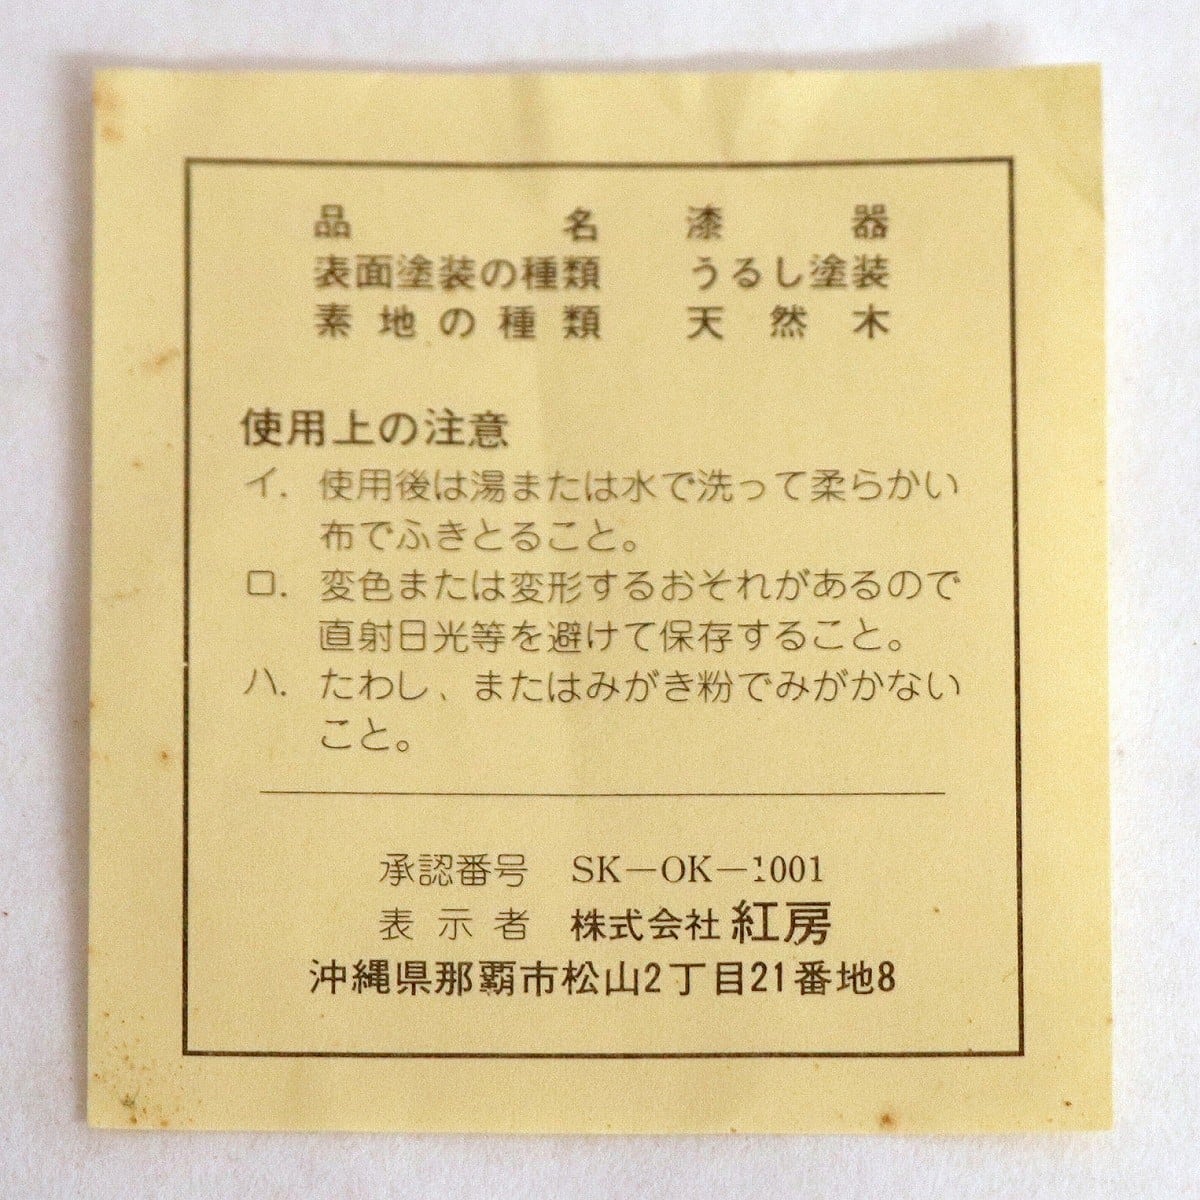 品名 漆器
表面塗装の種類 うるし塗装
素地の種類 天然木
使用上の注意
イ. 使用後は湯または水で洗って柔らかい
布でふきとること。
ロ. 変色または変形するおそれがあるので
直射日光等を避けて保存すること。
ハ. たわし、またはみがき粉でみがかない
こと。
承認番号 SK—OK—1001
表示者 株式会社 紅房
沖縄県那覇市松山2丁目21番地8